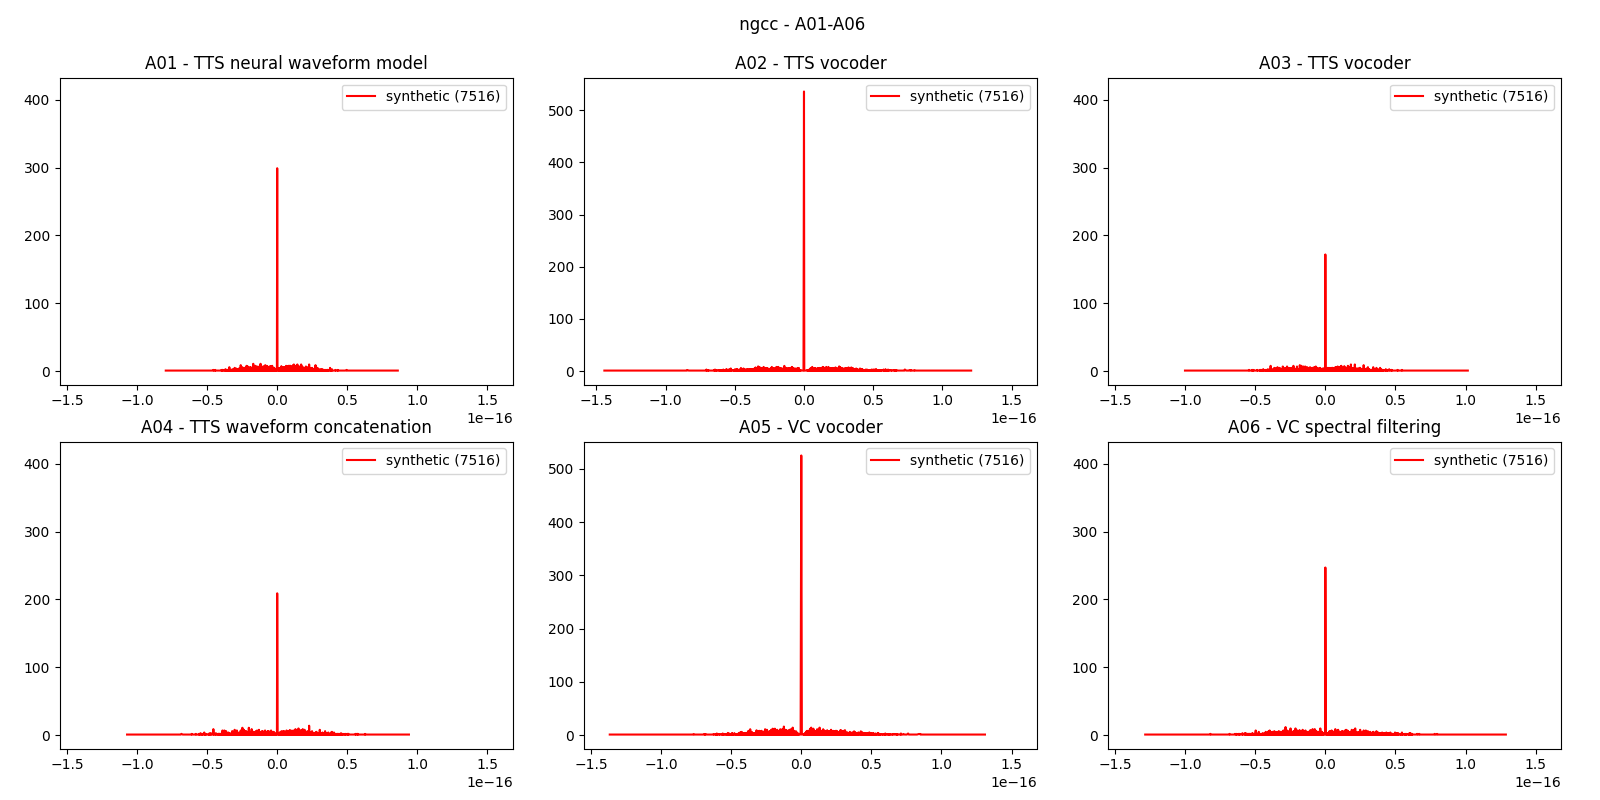 ngcc - A01-A06
A01 - TTS neural waveform model
synthetic (7516)
400
300
200
100
0
−1.5 −1.0 −0.5 0.0 0.5 1.0 1.5
1e−16
A02 - TTS vocoder
synthetic (7516)
500
400
300
200
100
0
−1.5 −1.0 −0.5 0.0 0.5 1.0 1.5
1e−16
A03 - TTS vocoder
synthetic (7516)
400
300
200
100
0
−1.5 −1.0 −0.5 0.0 0.5 1.0 1.5
1e−16
A04 - TTS waveform concatenation
synthetic (7516)
400
300
200
100
0
−1.5 −1.0 −0.5 0.0 0.5 1.0 1.5
1e−16
A05 - VC vocoder
synthetic (7516)
500
400
300
200
100
0
−1.5 −1.0 −0.5 0.0 0.5 1.0 1.5
1e−16
A06 - VC spectral filtering
synthetic (7516)
400
300
200
100
0
−1.5 −1.0 −0.5 0.0 0.5 1.0 1.5
1e−16